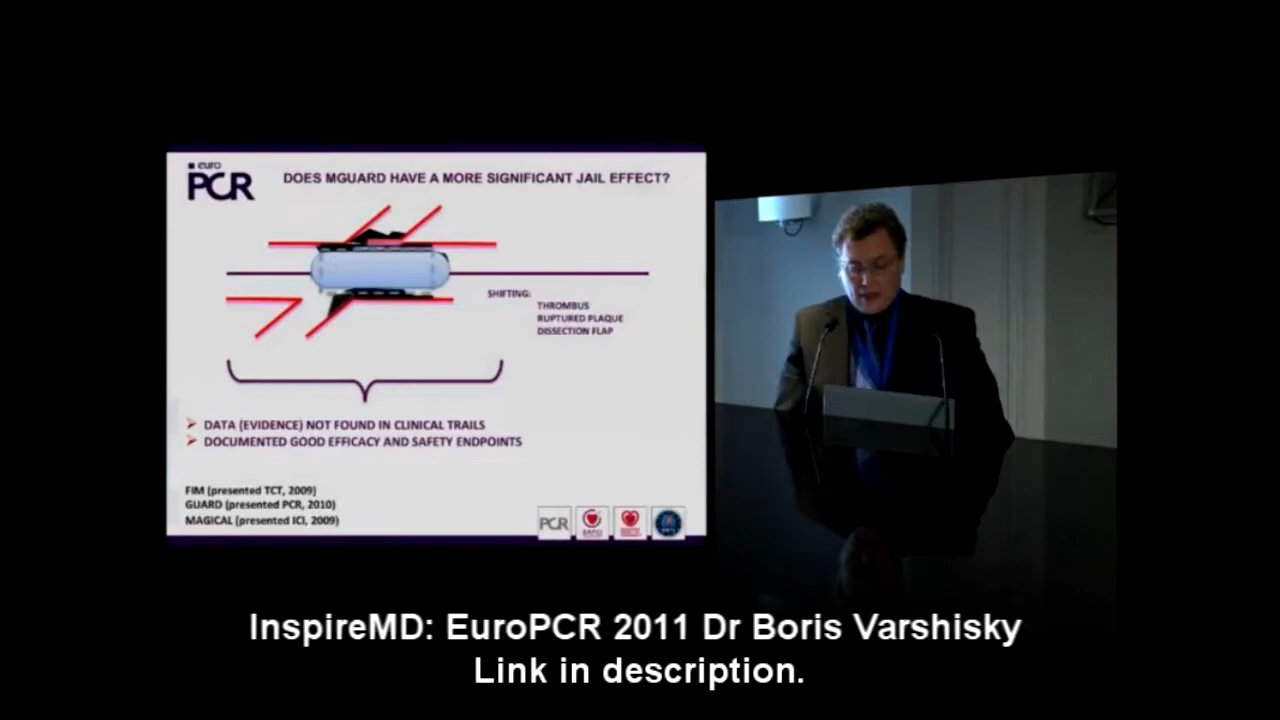 euro
PCR
DOES MGUARD HAVE A MORE SIGNIFICANT JAIL EFFECT?
SHIFTING:
THROMBUS
RUPTURED PLAQUE
DISSECTION FLAP
DATA (EVIDENCE) NOT FOUND IN CLINICAL TRAILS
DOCUMENTED GOOD EFFICACY AND SAFETY ENDPOINTS
FIM (presented TCT, 2009)
GUARD (presented PCR, 2010)
MAGICAL (presented ICI, 2009)
PCR
InspireMD: EuroPCR 2011 Dr Boris Varshisky
Link in description.